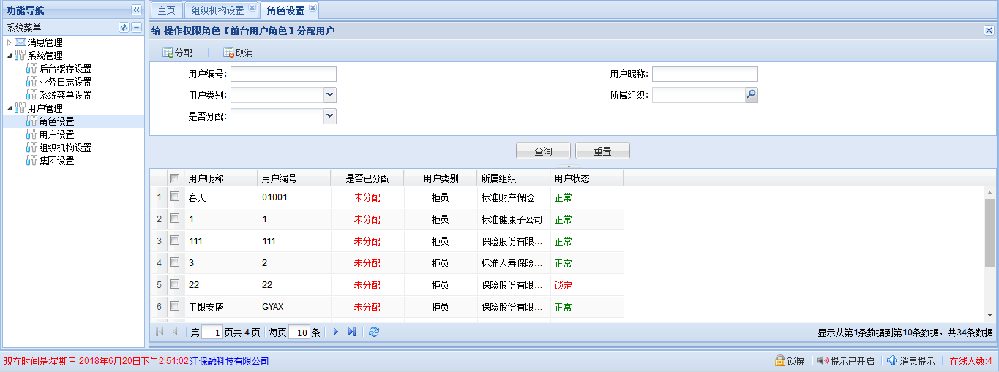 功能导航
系统菜单
消息管理
系统管理
后台缓存设置
业务日志设置
系统菜单设置
用户管理
角色设置
用户设置
组织机构设置
集团设置
主页 组织机构设置 角色设置
给 操作权限角色【前台用户角色】分配用户
分配 取消
用户编号: 用户昵称:
用户类别: 所属组织:
是否分配:
查询 重置
用户昵称 用户编号 是否已分配 用户类别 所属组织 用户状态
1 春天 01001 未分配 柜员 标准财产保险... 正常
2 1 1 未分配 柜员 标准健康子公司 正常
3 111 111 未分配 柜员 保险股份有限... 正常
4 3 2 未分配 柜员 标准人寿保险... 正常
5 22 22 未分配 柜员 保险股份有限... 锁定
6 工银安盛 GYAX 未分配 柜员 保险股份有限... 正常
第 1 页共 4 页 每页 10 条 显示从第1条数据到第10条数据，共34条数据
现在时间是:星期三 2018年6月20日下午2:51:02 江保融科技有限公司 锁屏 提示已开启 消息提示 在线人数:4